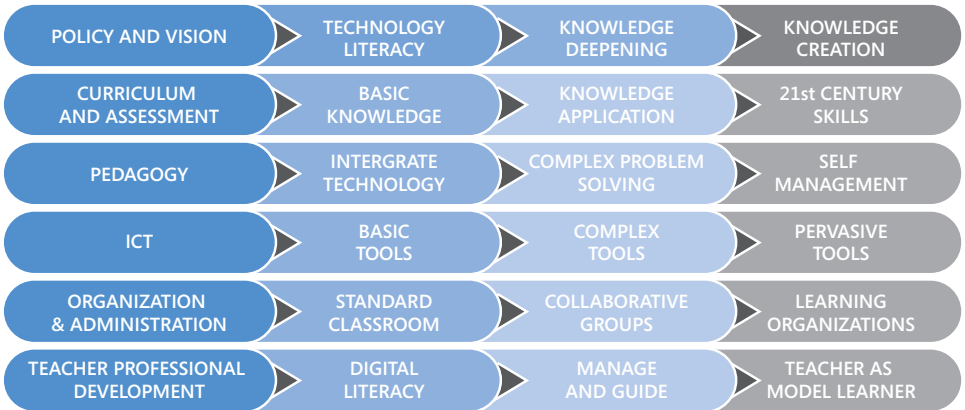 POLICY AND VISION
TECHNOLOGY
LITERACY
KNOWLEDGE
DEEPENING
KNOWLEDGE
CREATION
CURRICULUM
AND ASSESSMENT
BASIC
KNOWLEDGE
KNOWLEDGE
APPLICATION
21st CENTURY
SKILLS
PEDAGOGY
INTERGRATE
TECHNOLOGY
COMPLEX PROBLEM
SOLVING
SELF
MANAGEMENT
ICT
BASIC
TOOLS
COMPLEX
TOOLS
PERVASIVE
TOOLS
ORGANIZATION
& ADMINISTRATION
STANDARD
CLASSROOM
COLLABORATIVE
GROUPS
LEARNING
ORGANIZATIONS
TEACHER PROFESSIONAL
DEVELOPMENT
DIGITAL
LITERACY
MANAGE
AND GUIDE
TEACHER AS
MODEL LEARNER